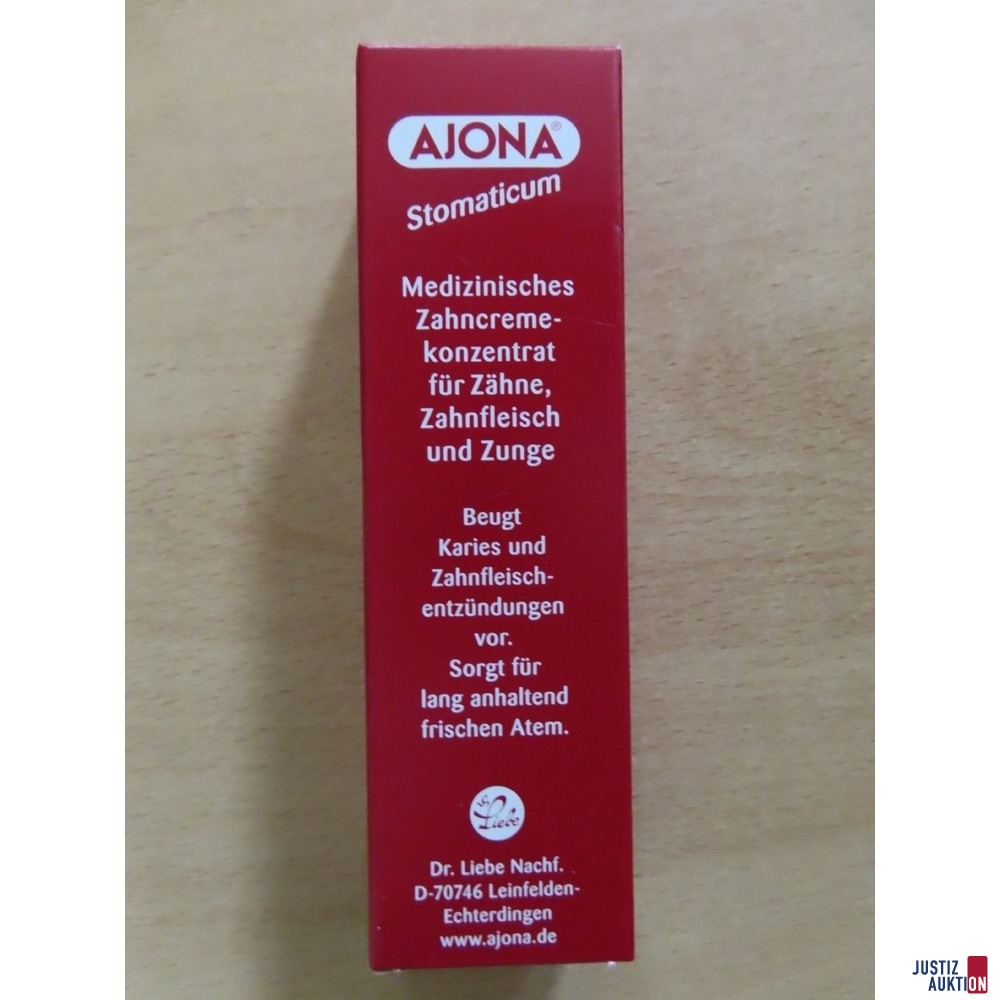 AJONA®
Stomaticum
Medizinisches
Zahncreme-
konzentrat
für Zähne,
Zahnfleisch
und Zunge
Beugt
Karies und
Zahnfleisch-
entzündungen
vor.
Sorgt für
lang anhaltend
frischen Atem.
Liebe
Dr. Liebe Nachf.
D-70746 Leinfelden-
Echterdingen
www.ajona.de
JUSTIZ
AUKTION